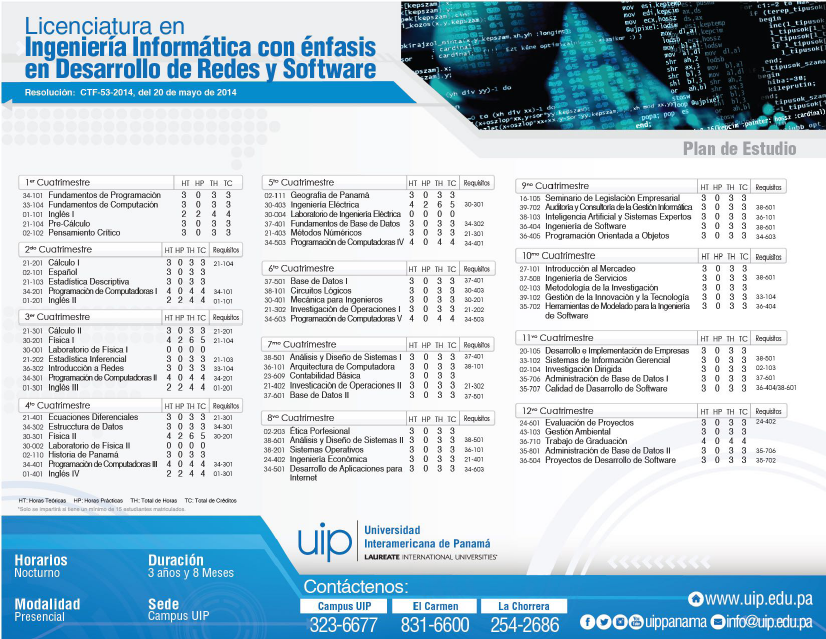 Licenciatura en
Ingeniería Informática con énfasis
en Desarrollo de Redes y Software
Resolución: CTF-53-2014, del 20 de mayo de 2014
Plan de Estudio
1er Cuatrimestre HT HP TH TC
34-101 Fundamentos de Programación 3 0 3 3
33-104 Fundamentos de Computación 3 0 3 3
01-101 Inglés I 2 2 4 4
21-104 Pre-Cálculo 3 0 3 3
02-102 Pensamiento Crítico 3 0 3 3
2do Cuatrimestre HT HP TH TC Requisitos
21-201 Cálculo I 3 0 3 3 21-104
02-101 Español 3 0 3 3
21-103 Estadística Descriptiva 3 0 3 3
34-201 Programación de Computadoras I 4 0 4 4 34-101
01-201 Inglés II 2 2 4 4 01-101
3er Cuatrimestre HT HP TH TC Requisitos
21-301 Cálculo II 3 0 3 3 21-201
30-201 Física I 4 2 6 5 21-104
30-001 Laboratorio de Física I 0 0 0 0
21-202 Estadística Inferencial 3 0 3 3 21-103
36-302 Introducción a Redes 3 0 3 3 33-104
34-301 Programación de Computadoras II 4 0 4 4 34-201
01-301 Inglés III 2 2 4 4 01-201
4to Cuatrimestre HT HP TH TC Requisitos
21-401 Ecuaciones Diferenciales 3 0 3 3 21-301
34-302 Estrucctura de Datos 3 0 3 3 34-301
30-301 Física II 4 2 6 5 30-201
30-002 Laboratorio de Física II 0 0 0 0
02-110 Historia de Panamá 3 0 3 3
34-401 Programación de Computadoras III 4 0 4 4 34-301
01-401 Inglés IV 2 2 4 4 01-301
HT: Horas Teóricas HP: Horas Prácticas TH: Total de Horas TC: Total de Créditos
*Solo se impartirá si tiene un mínimo de 15 estudiantes matriculados.
5to Cuatrimestre HT HP TH TC Requisitos
02-111 Geografía de Panamá 3 0 3 3
30-403 Ingeniería Eléctrica 4 2 6 5 30-301
30-004 Laboratorio de Ingeniería Eléctrica 0 0 0 0
37-401 Fundamentos de Base de Datos 3 0 3 3 34-302
21-403 Métodos Númericos 3 0 3 3 21-301
34-503 Programación de Computadoras IV 4 0 4 4 34-401
6to Cuatrimestre HT HP TH TC Requisitos
37-501 Base de Datos I 3 0 3 3 37-401
38-101 Circuitos Lógicos 3 0 3 3 30-403
30-401 Mecánica para Ingenieros 3 0 3 3 30-201
21-302 Investigación de Operaciones I 3 0 3 3 21-202
34-603 Programación de Computadoras V 4 0 4 4 34-503
7mo Cuatrimestre HT HP TH TC Requisitos
38-501 Análisis y Diseño de Sistemas I 3 0 3 3 37-401
36-101 Arquitectura de Computadora 3 0 3 3 38-101
23-609 Contabilidad Básica 3 0 3 3
21-402 Investicación de Operaciones II 3 0 3 3 21-302
37-601 Base de Datos II 3 0 3 3 37-501
8vo Cuatrimestre HT HP TH TC Requisitos
02-203 Ética Porfesional 3 0 3 3
38-601 Análisis y Diseño de Sistemas II 3 0 3 3 38-501
38-201 Sistemas Operativos 3 0 3 3 36-101
24-402 Ingeniería Económica 3 0 3 3 21-401
34-501 Desarrollo de Aplicaciones para 3 0 3 3 34-603
Internet
9no Cuatrimestre HT HP TH TC Requisitos
16-105 Seminario de Legislación Empresarial 3 0 3 3
39-702 Auditoría y Consultoría de la Gestión Informática 3 0 3 3 38-601
38-103 Inteligencia Artificial y Sistemas Expertos 3 0 3 3 36-101
36-404 Ingeniería de Software 3 0 3 3 38-601
36-405 Programación Orientada a Objetos 3 0 3 3 34-603
10mo Cuatrimestre HT HP TH TC Requisitos
27-101 Introducción al Mercadeo 3 0 3 3
37-508 Ingeniería de Servicios 3 0 3 3 38-601
02-103 Metodología de la Investigación 3 0 3 3
39-102 Gestión de la Innovación y la Tecnología 3 0 3 3 33-104
35-702 Herramientas de Modelado para la Ingeniería 3 0 3 3 36-404
de Software
11vo Cuatrimestre HT HP TH TC Requisitos
20-105 Desarrollo e Implementación de Empresas 3 0 3 3
33-102 Sistemas de Información Gerencial 3 0 3 3 38-501
02-104 Investigación Dirigida 3 0 3 3 02-103
35-706 Administración de Base de Datos I 3 0 3 3 37-601
35-707 Calidad de Desarrollo de Software 3 0 3 3 36-404/38-601
12vo Cuatrimestre HT HP TH TC Requisitos
24-601 Evaluación de Proyectos 3 0 3 3 24-402
43-103 Gestión Ambiental 3 0 3 3
36-710 Trabajo de Graduación 4 0 4 4
35-801 Administración de Base de Datos II 3 0 3 3 35-706
36-504 Proyectos de Desarrollo de Software 3 0 3 3 35-702
uip Universidad
Interamericana de Panamá
LAUREATE INTERNATIONAL UNIVERSITIES
Horarios
Nocturno
Duración
3 años y 8 Meses
Modalidad
Presencial
Sede
Campus UIP
Contáctenos:
Campus UIP El Carmen La Chorrera
323-6677 831-6600 254-2686
www.uip.edu.pa
uippanama info@uip.edu.pa